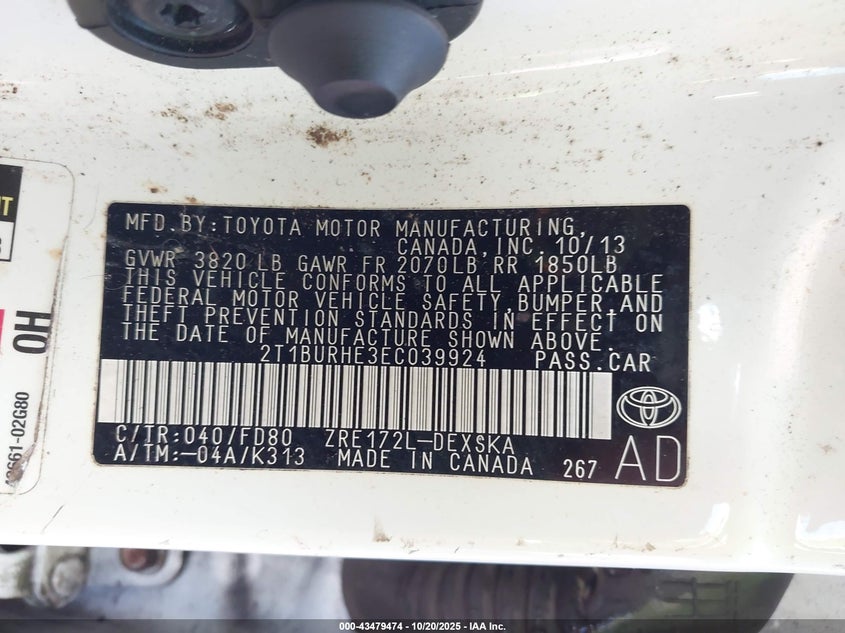 MFD. BY: TOYOTA MOTOR MANUFACTURING,
CANADA, INC. 10/13
GVWR 3820 LB GAWR FR 2070LB RR 1850LB
THIS VEHICLE CONFORMS TO ALL APPLICABLE
FEDERAL MOTOR VEHICLE SAFETY, BUMPER, AND
THEFT PREVENTION STANDARDS IN EFFECT ON
THE DATE OF MANUFACTURE SHOWN ABOVE.
2T1BURHE3EC039924 PASS. CAR
C/TR: 040/FD80 ZRE172L-DEXSKA
A/TM: -04A/K313 MADE IN CANADA 267 AD
OH
000-43479474 | 10/20/2025 - IAA Inc.